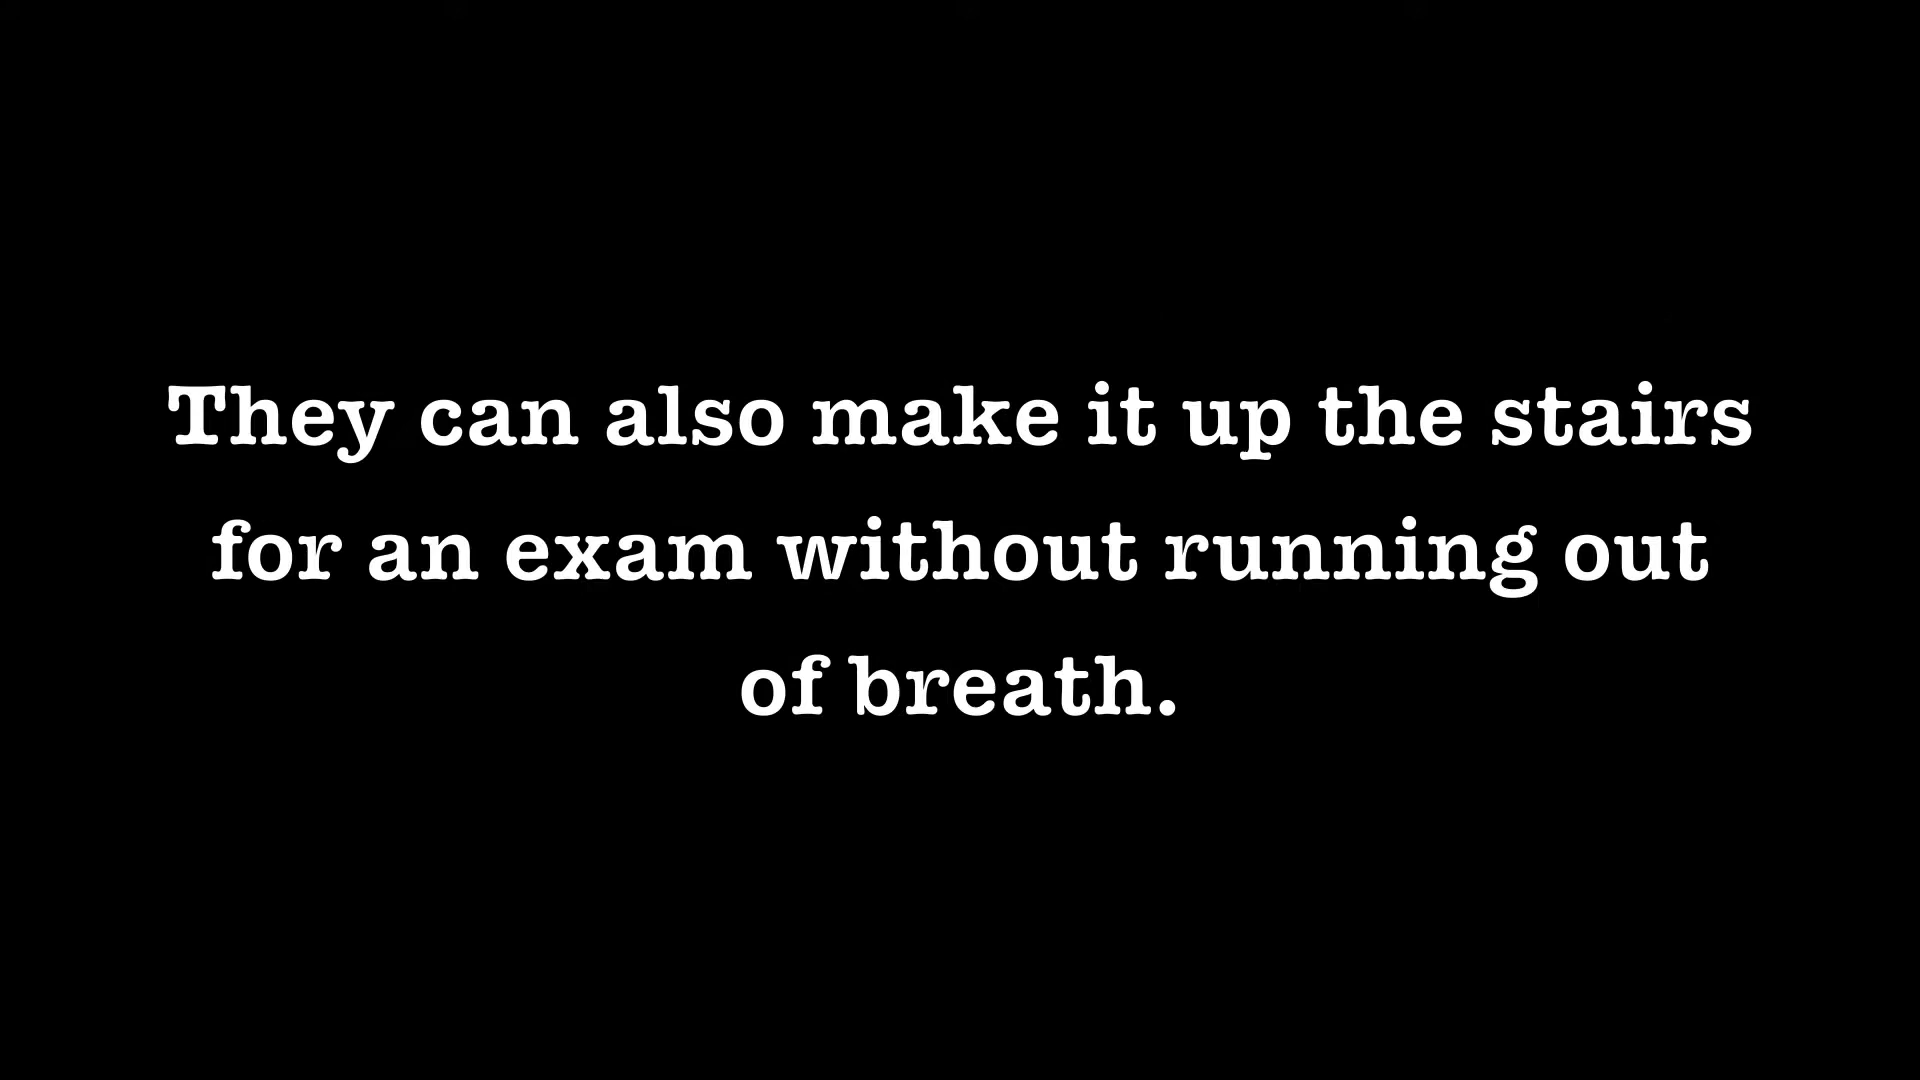 They can also make it up the stairs
for an exam without running out
of breath.